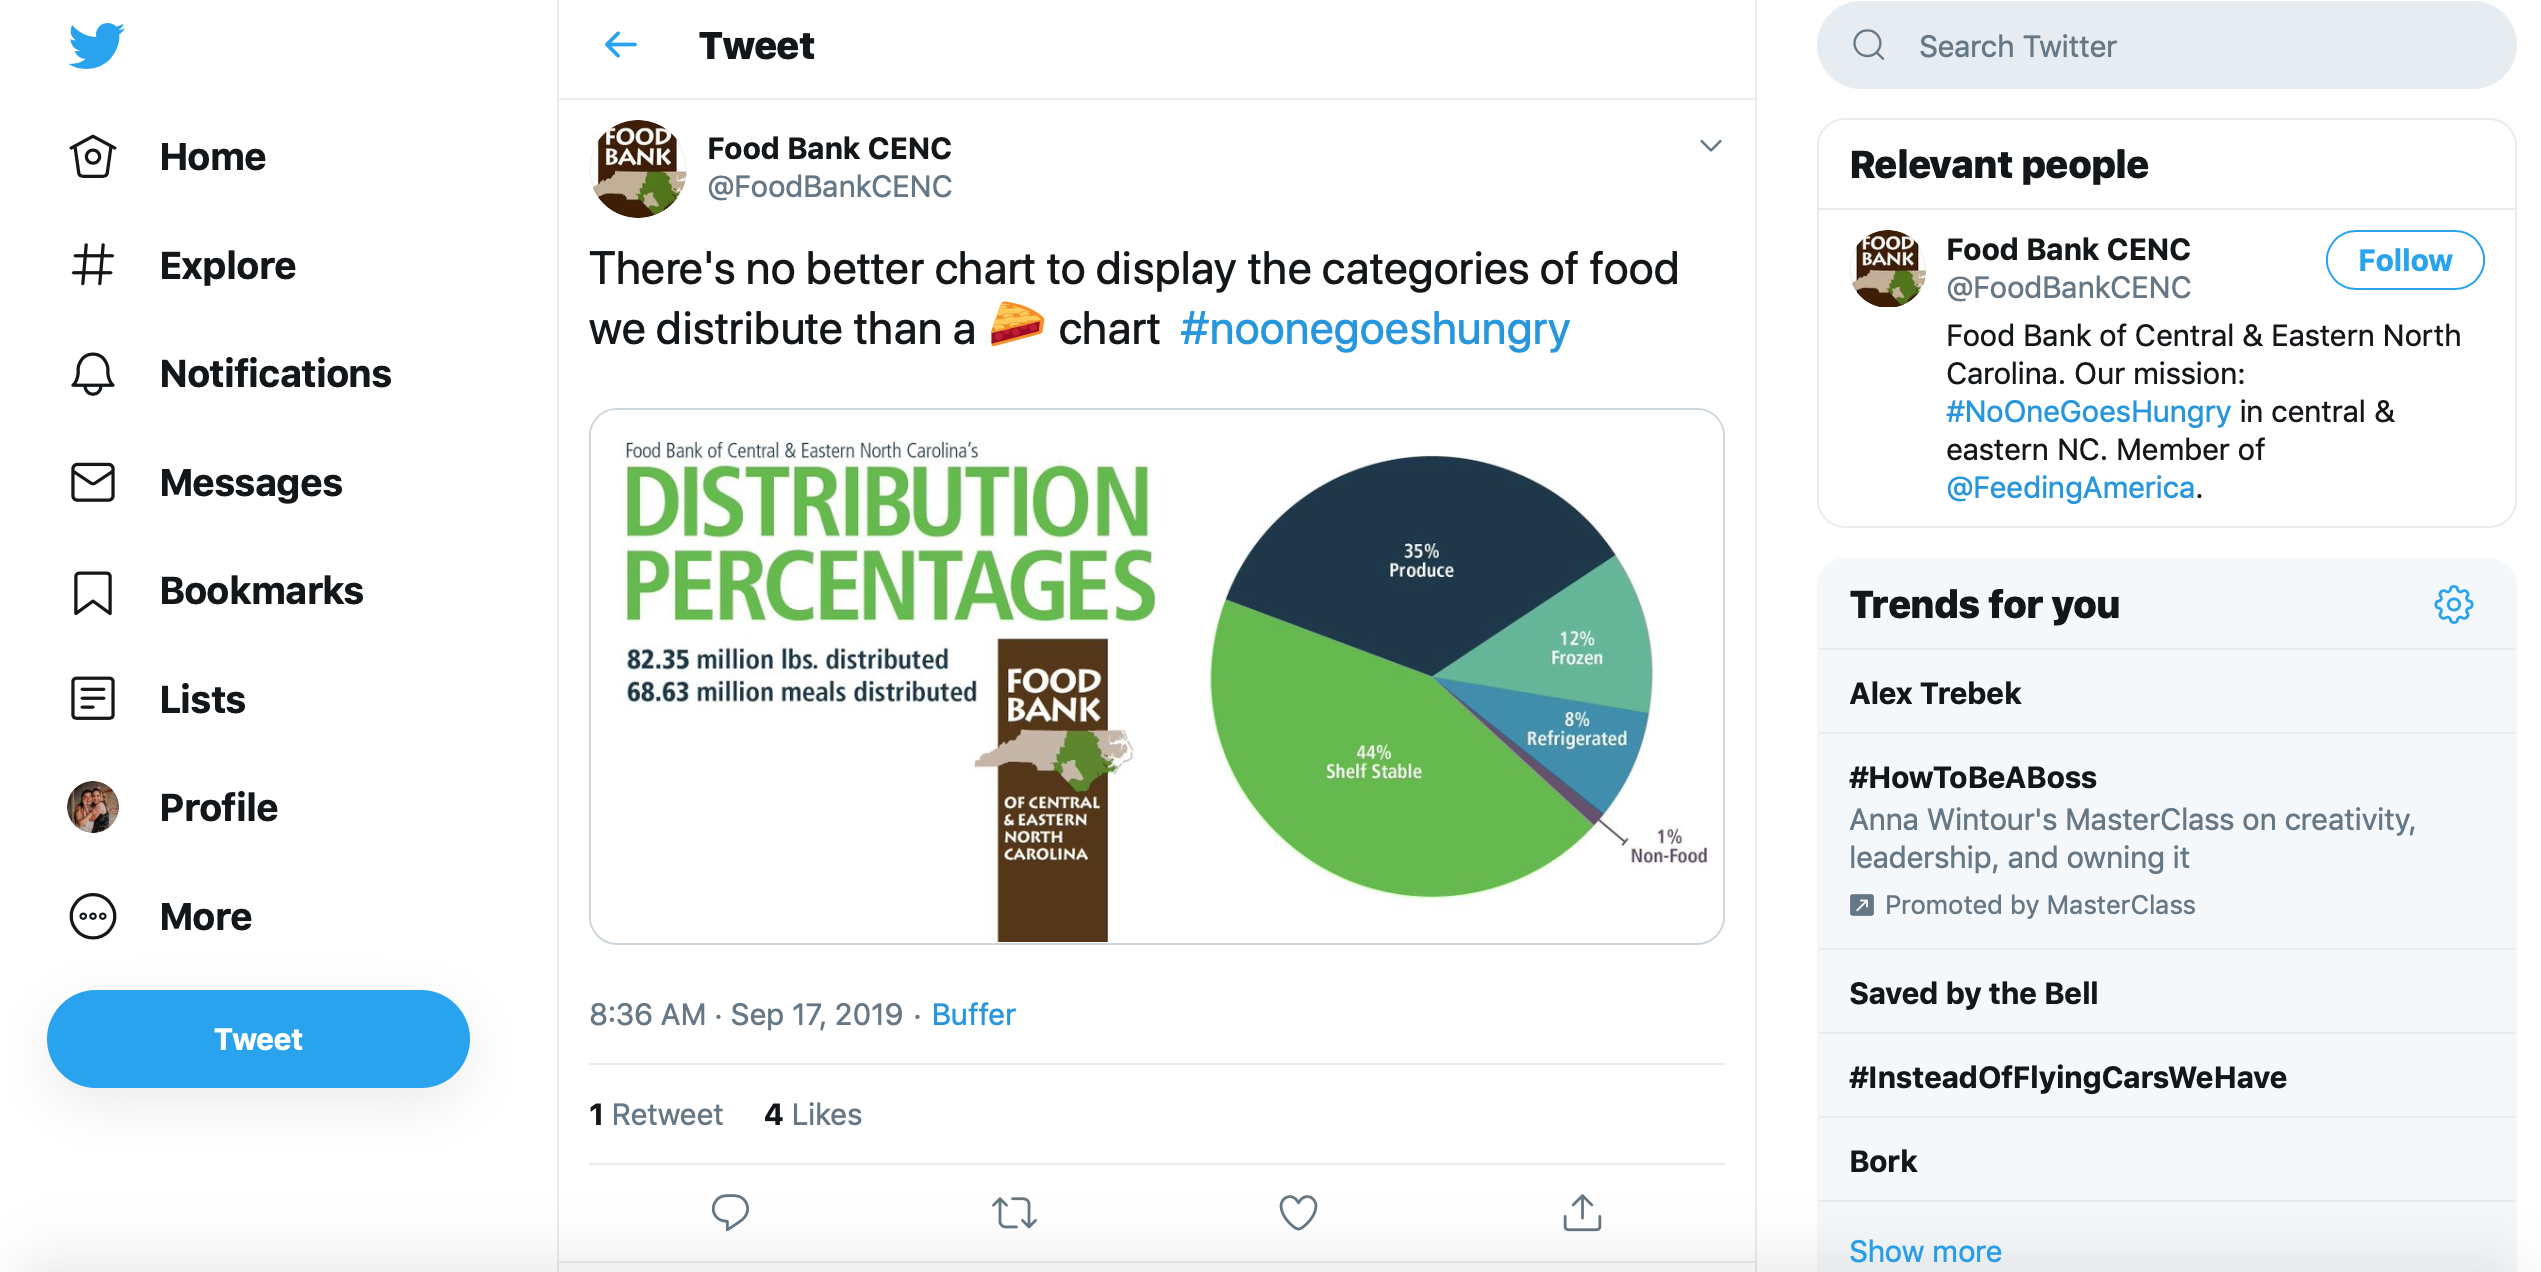 Home
Explore
Notifications
Messages
Bookmarks
Lists
Profile
More
Tweet
Tweet
FOOD
BANK
Food Bank CENC
@FoodBankCENC
There's no better chart to display the categories of food
we distribute than a 🥧 chart #noonegoeshungry
Food Bank of Central & Eastern North Carolina's
DISTRIBUTION
PERCENTAGES
82.35 million lbs. distributed
68.63 million meals distributed
FOOD
BANK
OF CENTRAL
& EASTERN
NORTH
CAROLINA
35%
Produce
12%
Frozen
8%
Refrigerated
44%
Shelf Stable
1%
Non-Food
8:36 AM · Sep 17, 2019 · Buffer
1 Retweet 4 Likes
Search Twitter
Relevant people
FOOD
BANK
Food Bank CENC
@FoodBankCENC
Follow
Food Bank of Central & Eastern North
Carolina. Our mission:
#NoOneGoesHungry in central &
eastern NC. Member of
@FeedingAmerica.
Trends for you
Alex Trebek
#HowToBeABoss
Anna Wintour's MasterClass on creativity,
leadership, and owning it
Promoted by MasterClass
Saved by the Bell
#InsteadOfFlyingCarsWeHave
Bork
Show more